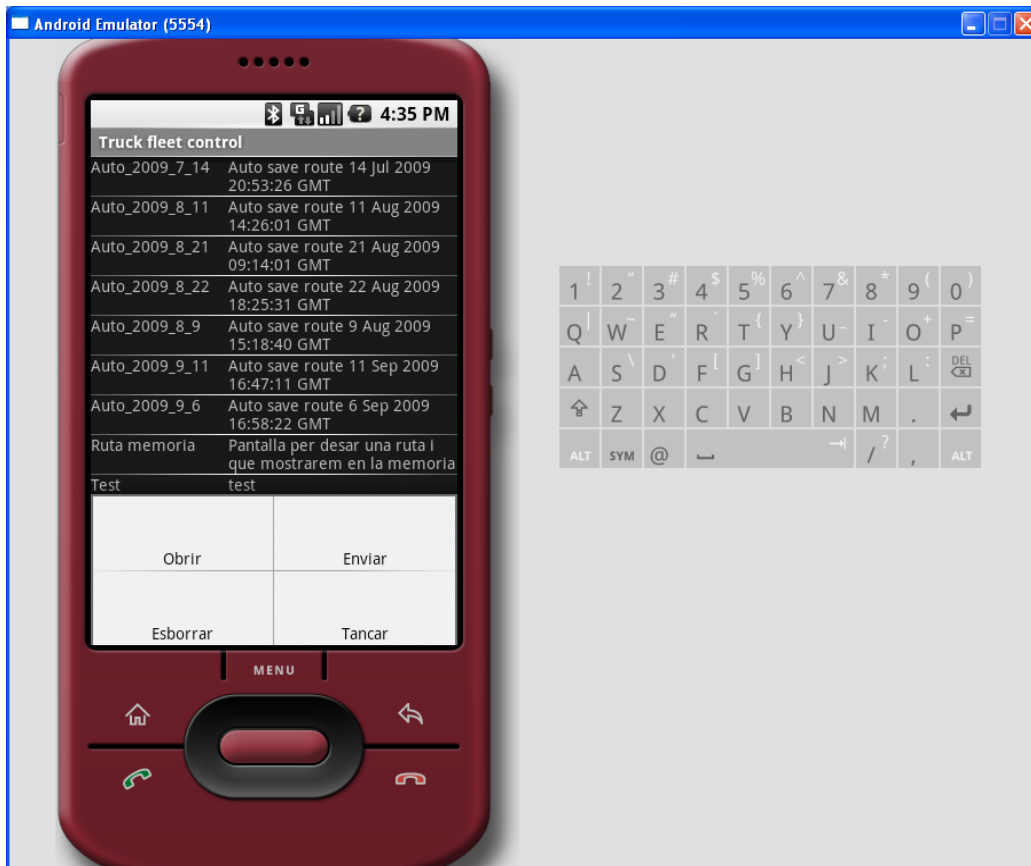 Android Emulator (5554)
4:35 PM
Truck fleet control
Auto_2009_7_14 Auto save route 14 Jul 2009
20:53:26 GMT
Auto_2009_8_11 Auto save route 11 Aug 2009
14:26:01 GMT
Auto_2009_8_21 Auto save route 21 Aug 2009
09:14:01 GMT
Auto_2009_8_22 Auto save route 22 Aug 2009
18:25:31 GMT
Auto_2009_8_9 Auto save route 9 Aug 2009
15:18:40 GMT
Auto_2009_9_11 Auto save route 11 Sep 2009
16:47:11 GMT
Auto_2009_9_6 Auto save route 6 Sep 2009
16:58:22 GMT
Ruta memoria Pantalla per desar una ruta i
que mostrarem en la memoria
Test test
Obrir Enviar
Esborrar Tancar
MENU
1 ! 2 " 3 # 4 $ 5 % 6 ^ 7 & 8 * 9 ( 0 )
Q | W ~ E " R ` T { Y } U _ I - O + P =
A S \ D ' F [ G ] H < J > K ; L : DEL
Z X C V B N M .
ALT SYM @ / ? , ALT